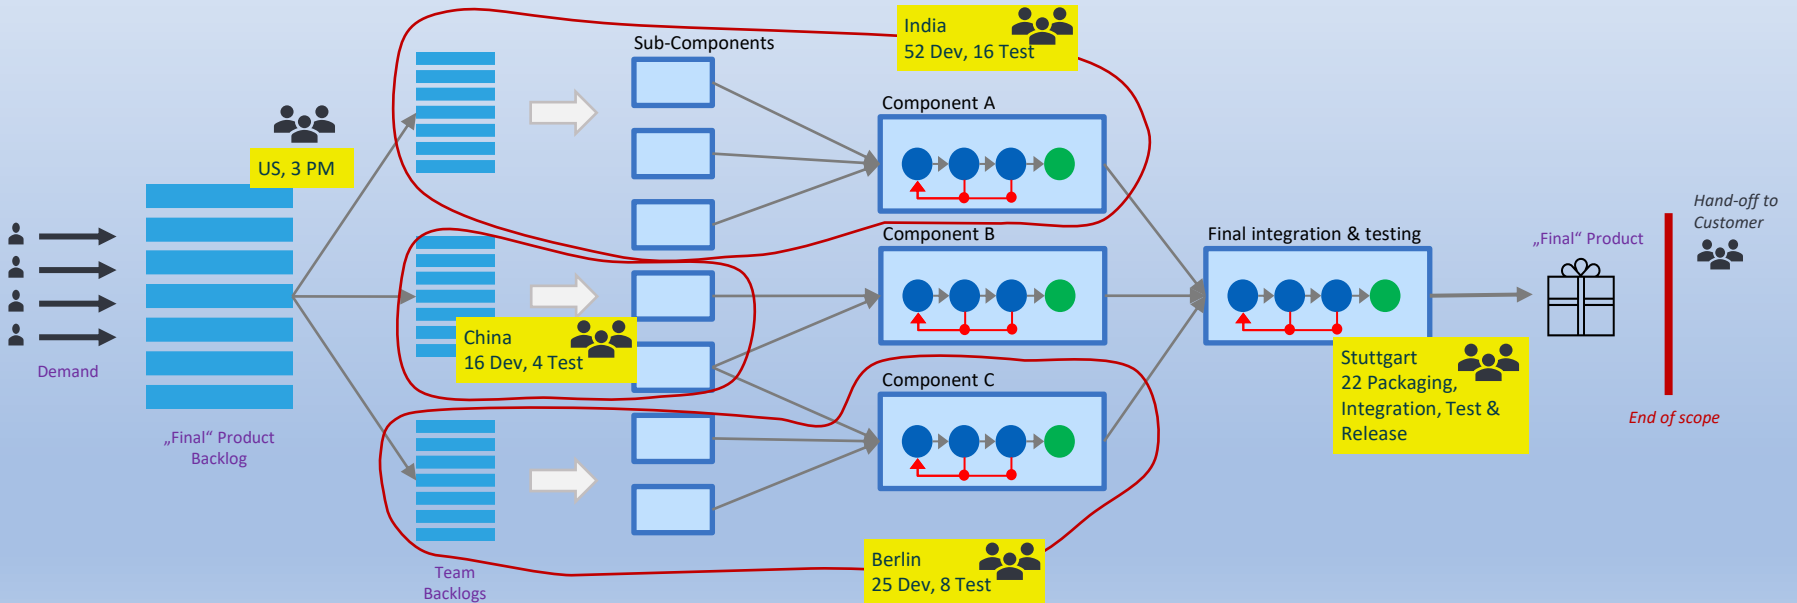 India
52 Dev, 16 Test
Sub-Components
Component A
US, 3 PM
Hand-off to
Customer
Component B
Final integration & testing
„Final“ Product
China
16 Dev, 4 Test
Stuttgart
22 Packaging,
Integration, Test &
Release
Demand
Component C
End of scope
„Final“ Product
Backlog
Berlin
25 Dev, 8 Test
Team
Backlogs